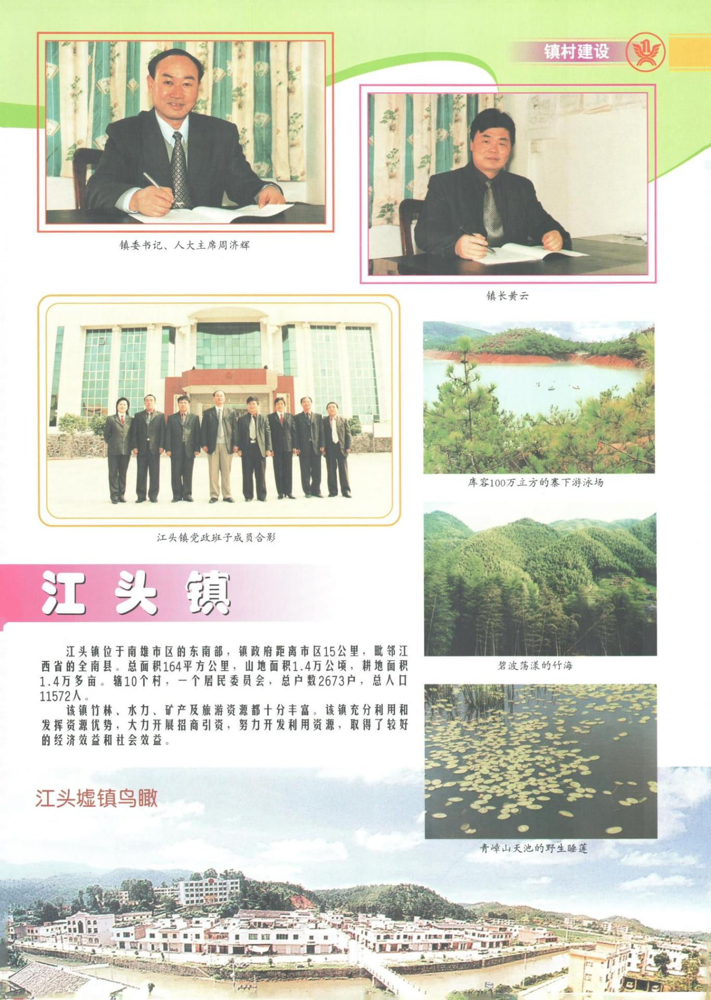 镇村建设
镇委书记、人大主席周济辉
镇长黄云
江头镇党政班子成员合影
库容100万立方的寨下游泳场
碧波荡漾的竹海
青嶂山天池的野生睡莲
江头镇
江头镇位于南雄市区的东南部，镇政府距离市区15公里，毗邻江
西省的全南县。总面积164平方公里，山地面积1.4万公顷，耕地面积
1.4万多亩。辖10个村，一个居民委员会，总户数2673户，总人口
11572人。
该镇竹林、水力、矿产及旅游资源都十分丰富。该镇充分利用和
发挥资源优势，大力开展招商引资，努力开发利用资源，取得了较好
的经济效益和社会效益。
江头墟镇鸟瞰